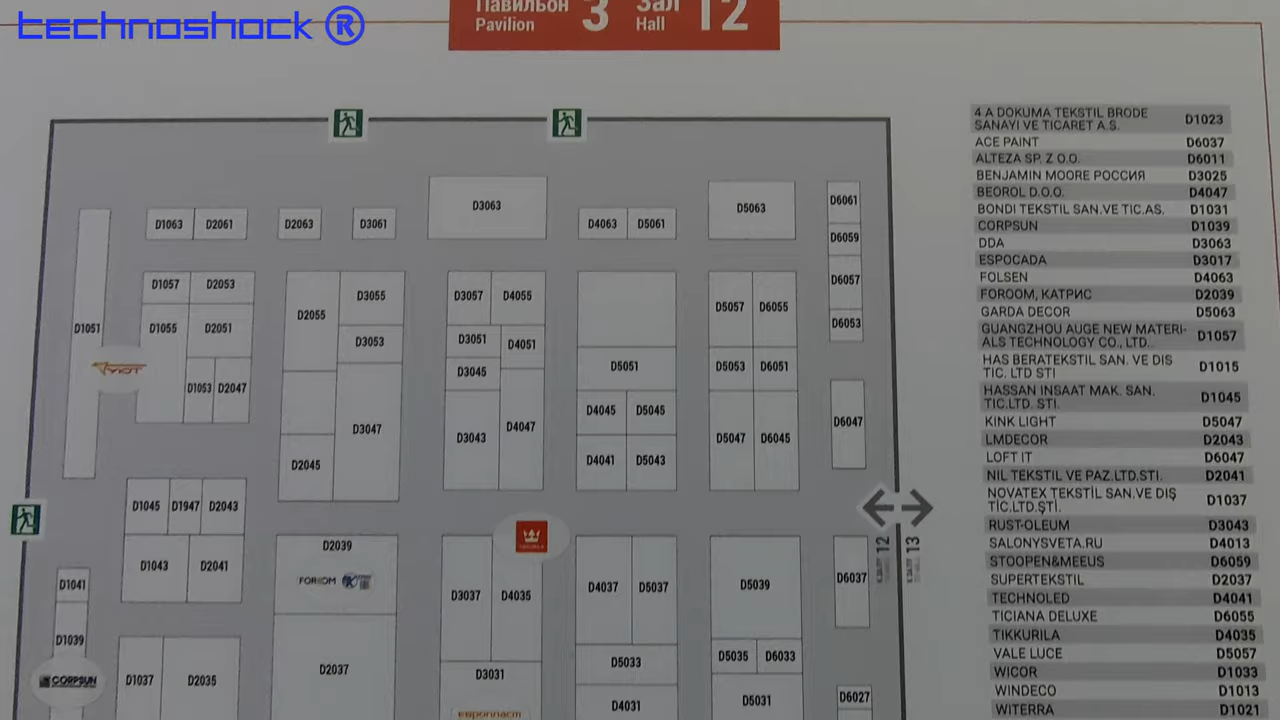 technoshock ®
Павильон 3 Зал 12
Pavilion Hall
D3063
D5063
D6061
D1063 D2061 D2063 D3061 D4063 D5061
D6059
D1057 D2053 D3055 D3057 D4055 D6057
D2055 D5057 D6055
D1051 D1055 D2051 D3053 D3051 D4051 D6053
УЮТ
D5051 D5053 D6051
D3045
D1053 D2047
D4045 D5045
D3047 D3043 D4047 D5047 D6045 D6047
D2045 D4041 D5043
D1045 D1947 D2043
D2039
FOROOM
D1043 D2041
D1041 D3037 D4035 D4037 D5037 D5039 D6037
12 13
D1039
CORPSUN
D1037 D2035 D2037 D3031 D5033 D5035 D6033
D4031 D5031 D6027
ЕВРОПЛАСТ
4 A DOKUMA TEKSTIL BRODE
SANAYI VE TICARET A.S. D1023
ACE PAINT D6037
ALTEZA SP. Z O.O. D6011
BENJAMIN MOORE РОССИЯ D3025
BEOROL D.O.O. D4047
BONDI TEKSTIL SAN.VE TIC.AS. D1031
CORPSUN D1039
DDA D3063
ESPOCADA D3017
FOLSEN D4063
FOROOM, КАТРИС D2039
GARDA DECOR D5063
GUANGZHOU AUGE NEW MATERI-
ALS TECHNOLOGY CO., LTD. D1057
HAS BERATEKSTIL SAN. VE DIS
TIC. LTD STI D1015
HASSAN INSAAT MAK. SAN.
TIC.LTD. STI. D1045
KINK LIGHT D5047
LMDECOR D2043
LOFT IT D6047
NIL TEKSTIL VE PAZ.LTD.STI. D2041
NOVATEX TEKSTİL SAN.VE DIŞ
TİC.LTD.ŞTİ. D1037
RUST-OLEUM D3043
SALONYSVETA.RU D4013
STOOPEN&MEEUS D6059
SUPERTEKSTIL D2037
TECHNOLED D4041
TICIANA DELUXE D6055
TIKKURILA D4035
VALE LUCE D5057
WICOR D1033
WINDECO D1013
WITERRA D1021